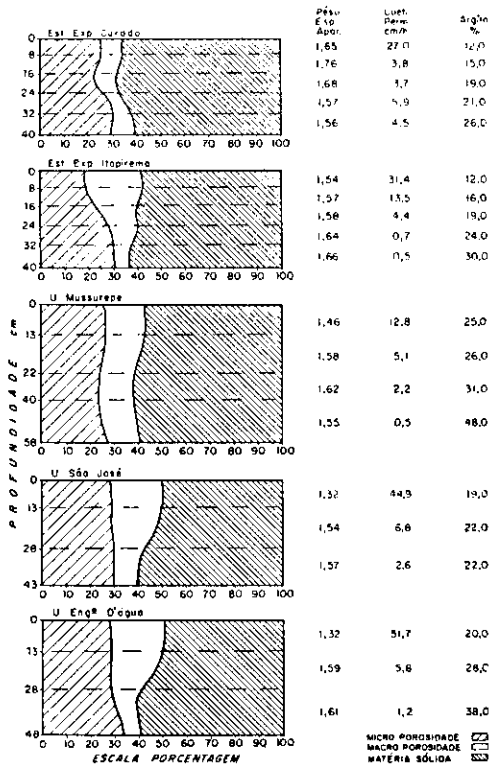 Pêso Esp. Apar. Coef. Perm. cm/h Argila %
Est Exp Curado
0 1,65 27,0 12,0
8 1,76 3,8 15,0
16 1,68 3,7 19,0
24 1,57 5,9 21,0
32 1,56 4,5 26,0
40
0 10 20 30 40 50 60 70 80 90 100
Est Exp Itapirema
0 1,54 31,4 12,0
8 1,57 13,5 16,0
16 1,58 4,4 19,0
24 1,64 0,7 24,0
32 1,66 0,5 30,0
40
0 10 20 30 40 50 60 70 80 90 100
U Mussurepe
0 1,46 12,8 25,0
13 1,58 5,1 26,0
22 1,62 2,2 31,0
40 1,55 0,5 48,0
58
0 10 20 30 40 50 60 70 80 90 100
PROFUNDIDADE cm
U São José
0 1,32 44,9 19,0
13 1,54 6,8 22,0
28 1,57 2,6 22,0
43
0 10 20 30 40 50 60 70 80 90 100
U Engª D'água
0 1,32 51,7 20,0
13 1,59 5,8 28,0
28 1,61 1,2 38,0
48
0 10 20 30 40 50 60 70 80 90 100
ESCALA PORCENTAGEM
MICRO POROSIDADE
MACRO POROSIDADE
MATÉRIA SÓLIDA